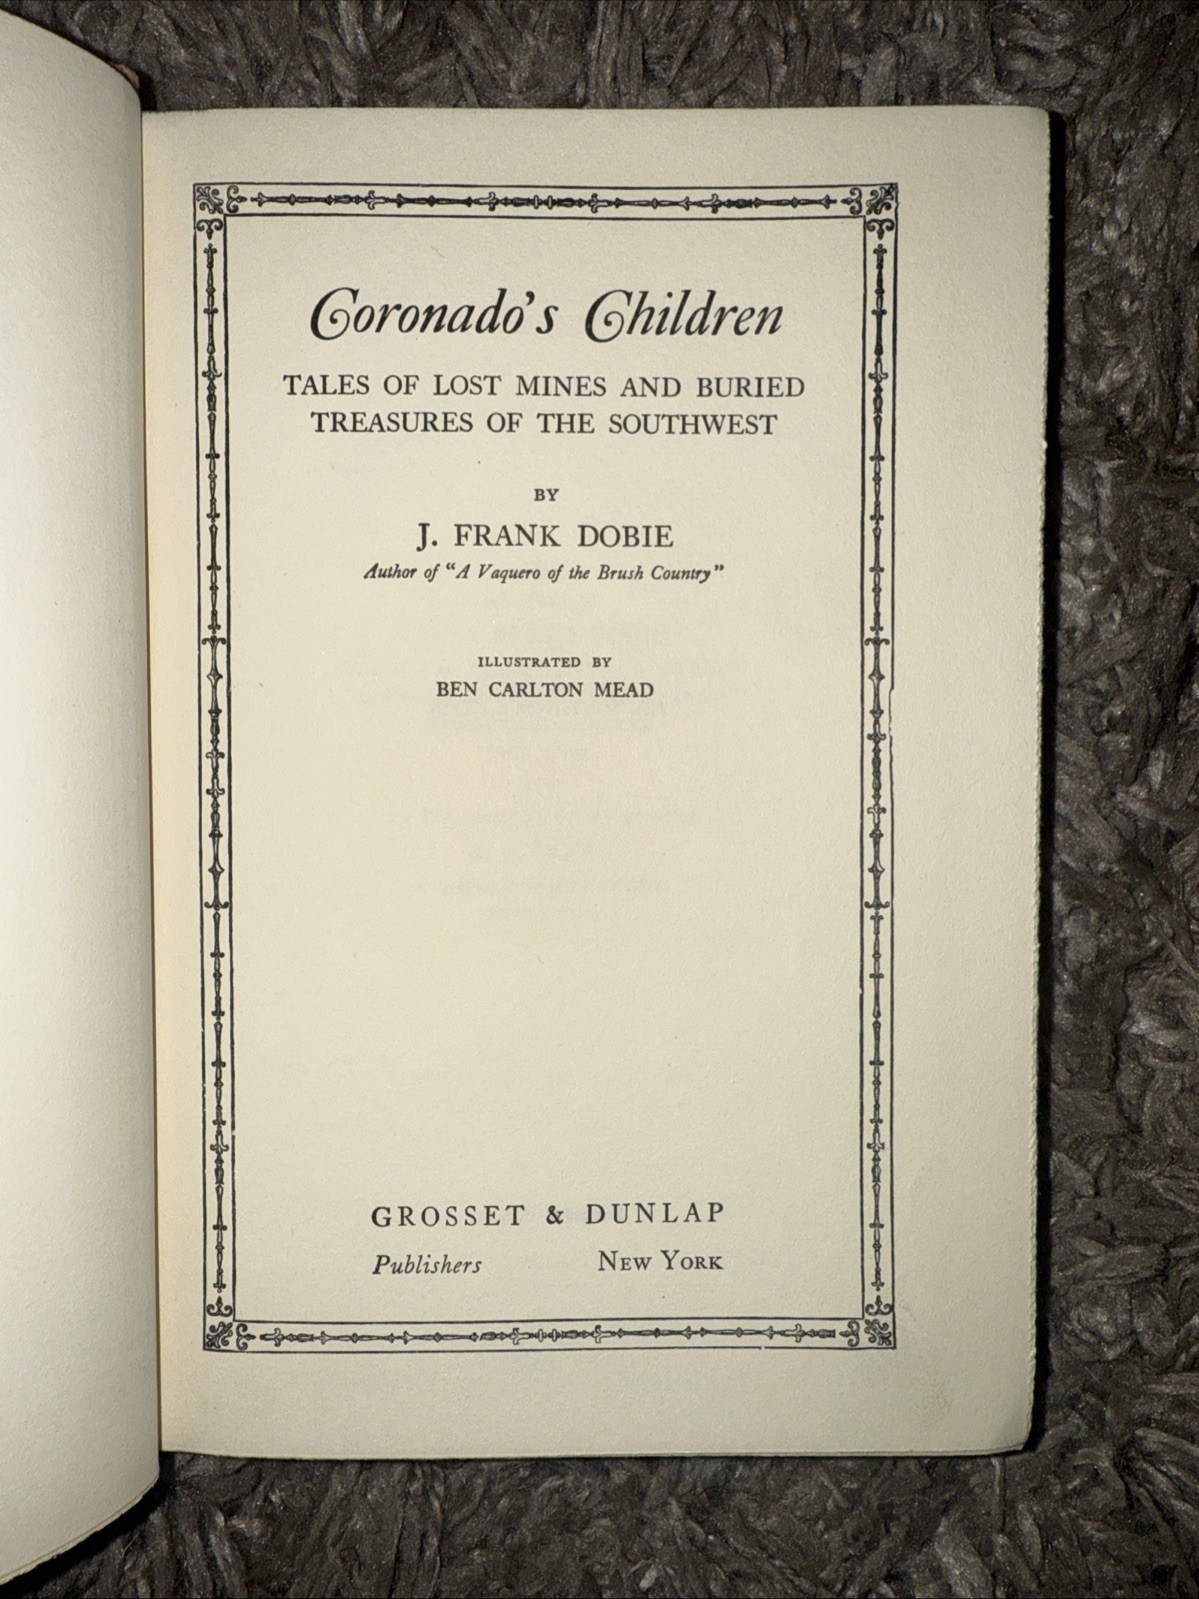 Coronado's Children
TALES OF LOST MINES AND BURIED
TREASURES OF THE SOUTHWEST
BY
J. FRANK DOBIE
Author of "A Vaquero of the Brush Country"
ILLUSTRATED BY
BEN CARLTON MEAD
GROSSET & DUNLAP
Publishers NEW YORK